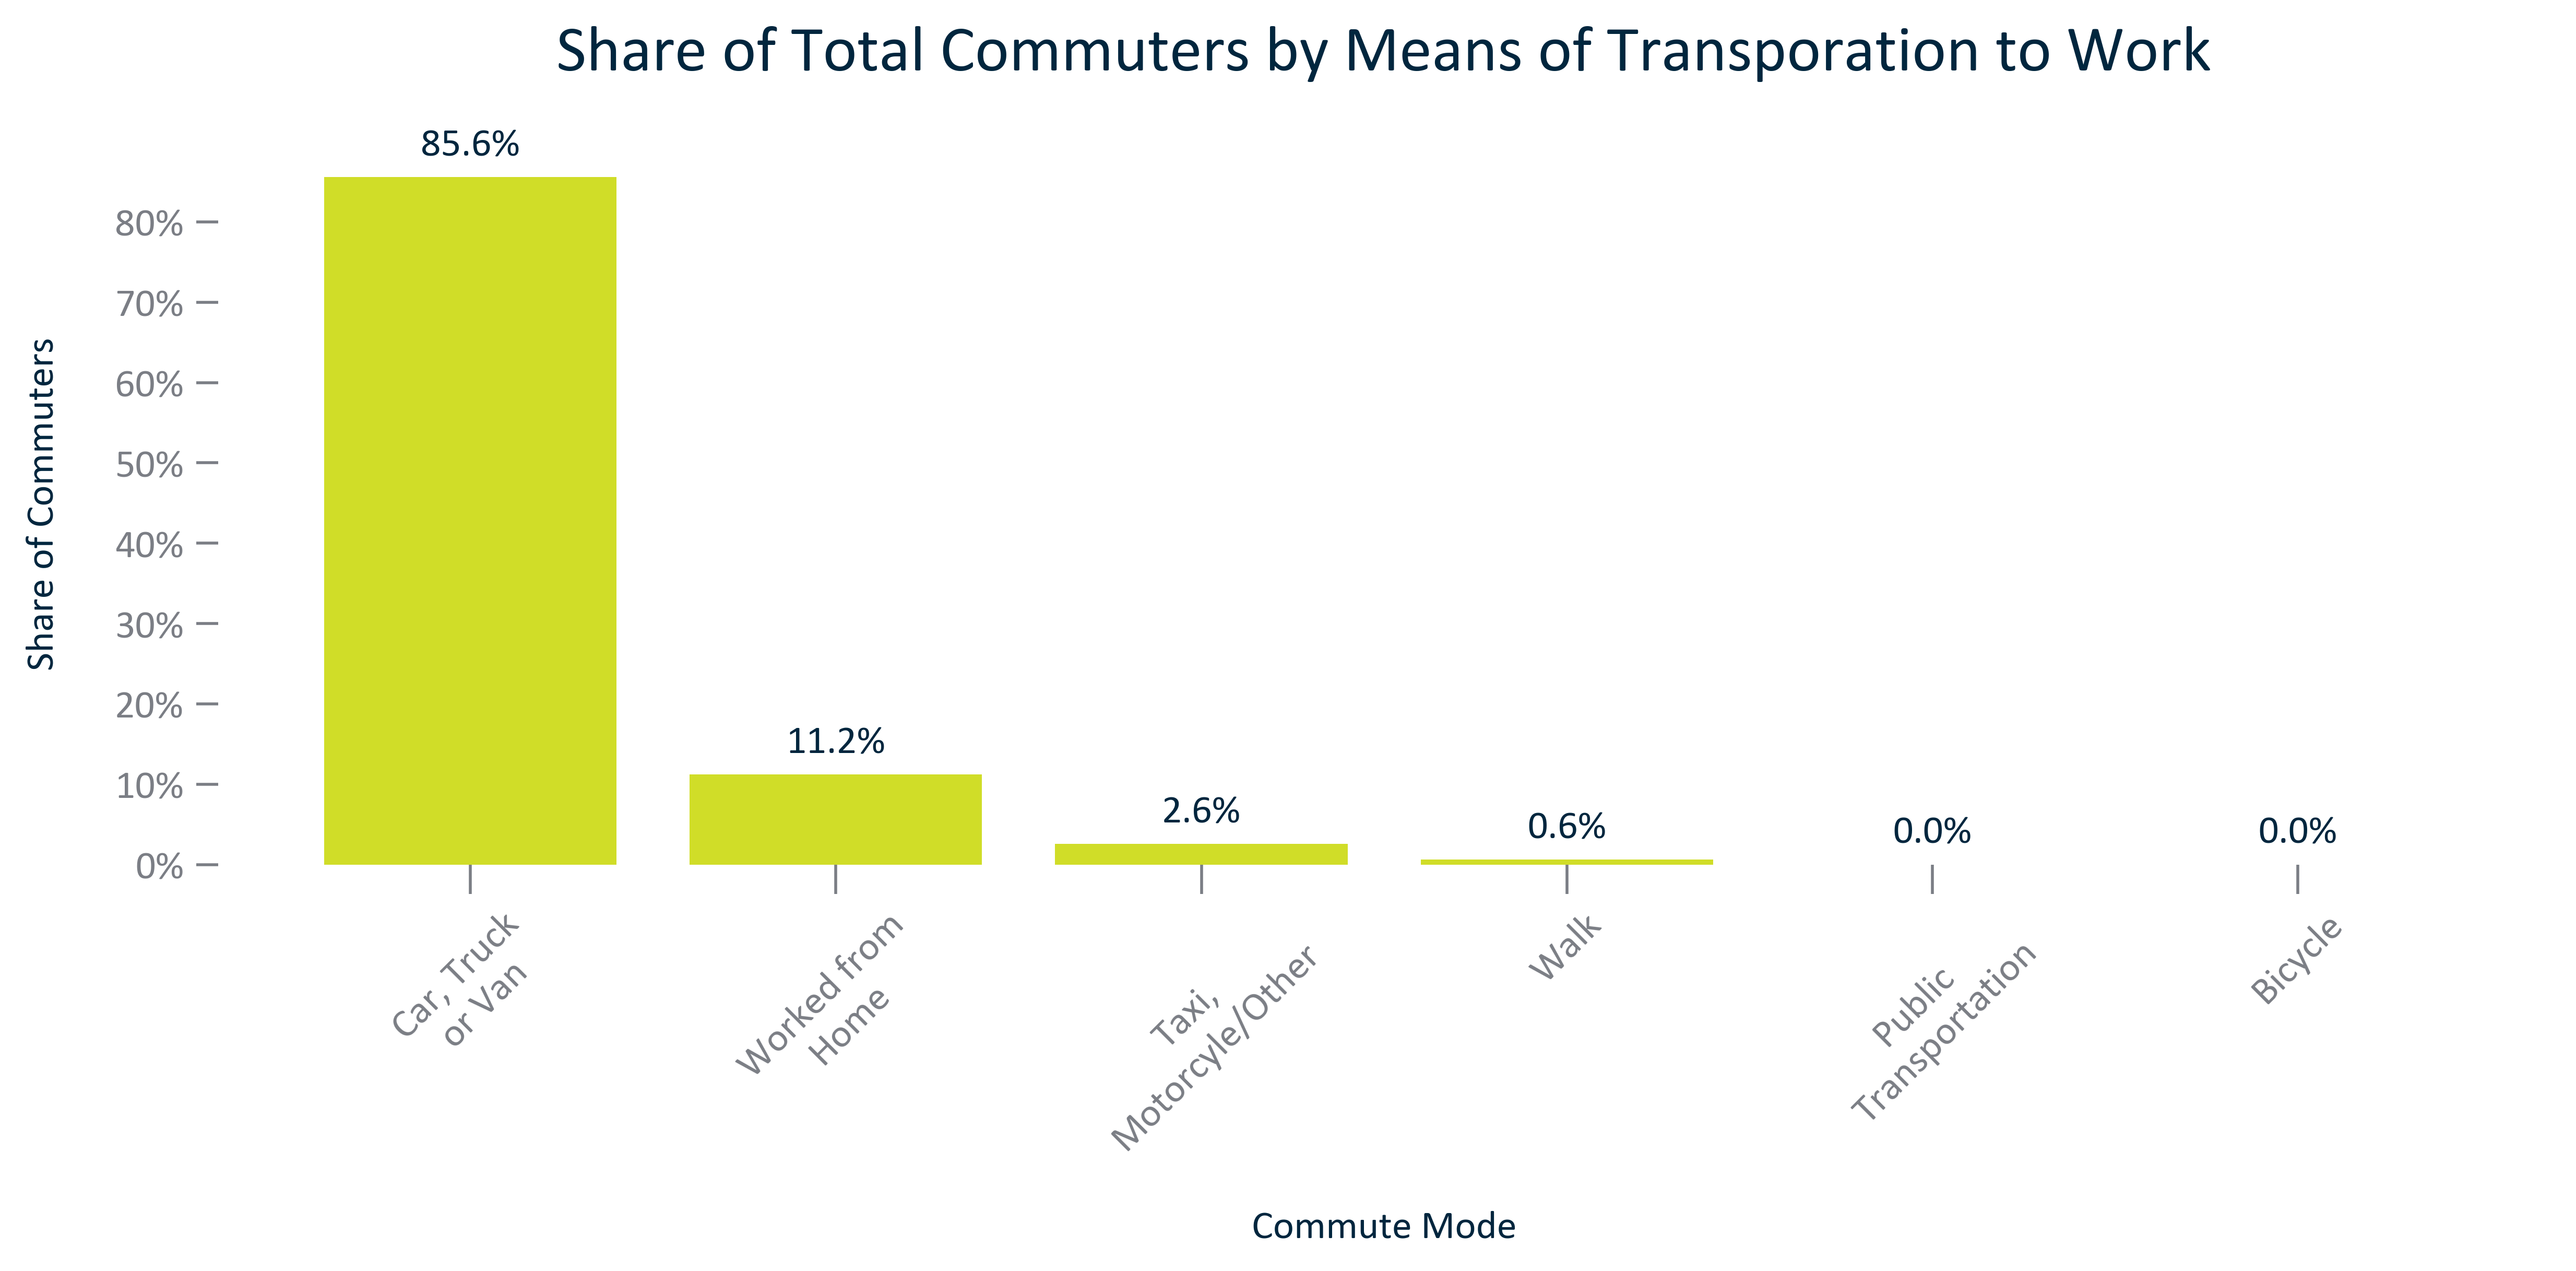 Share of Total Commuters by Means of Transporation to Work
85.6%
80%
70%
60%
50%
40%
30%
20%
10%
0%
Share of Commuters
11.2%
2.6%
0.6%
0.0%
0.0%
Car, Truck
or Van
Worked from
Home
Taxi,
Motorcyle/Other
Walk
Public
Transportation
Bicycle
Commute Mode